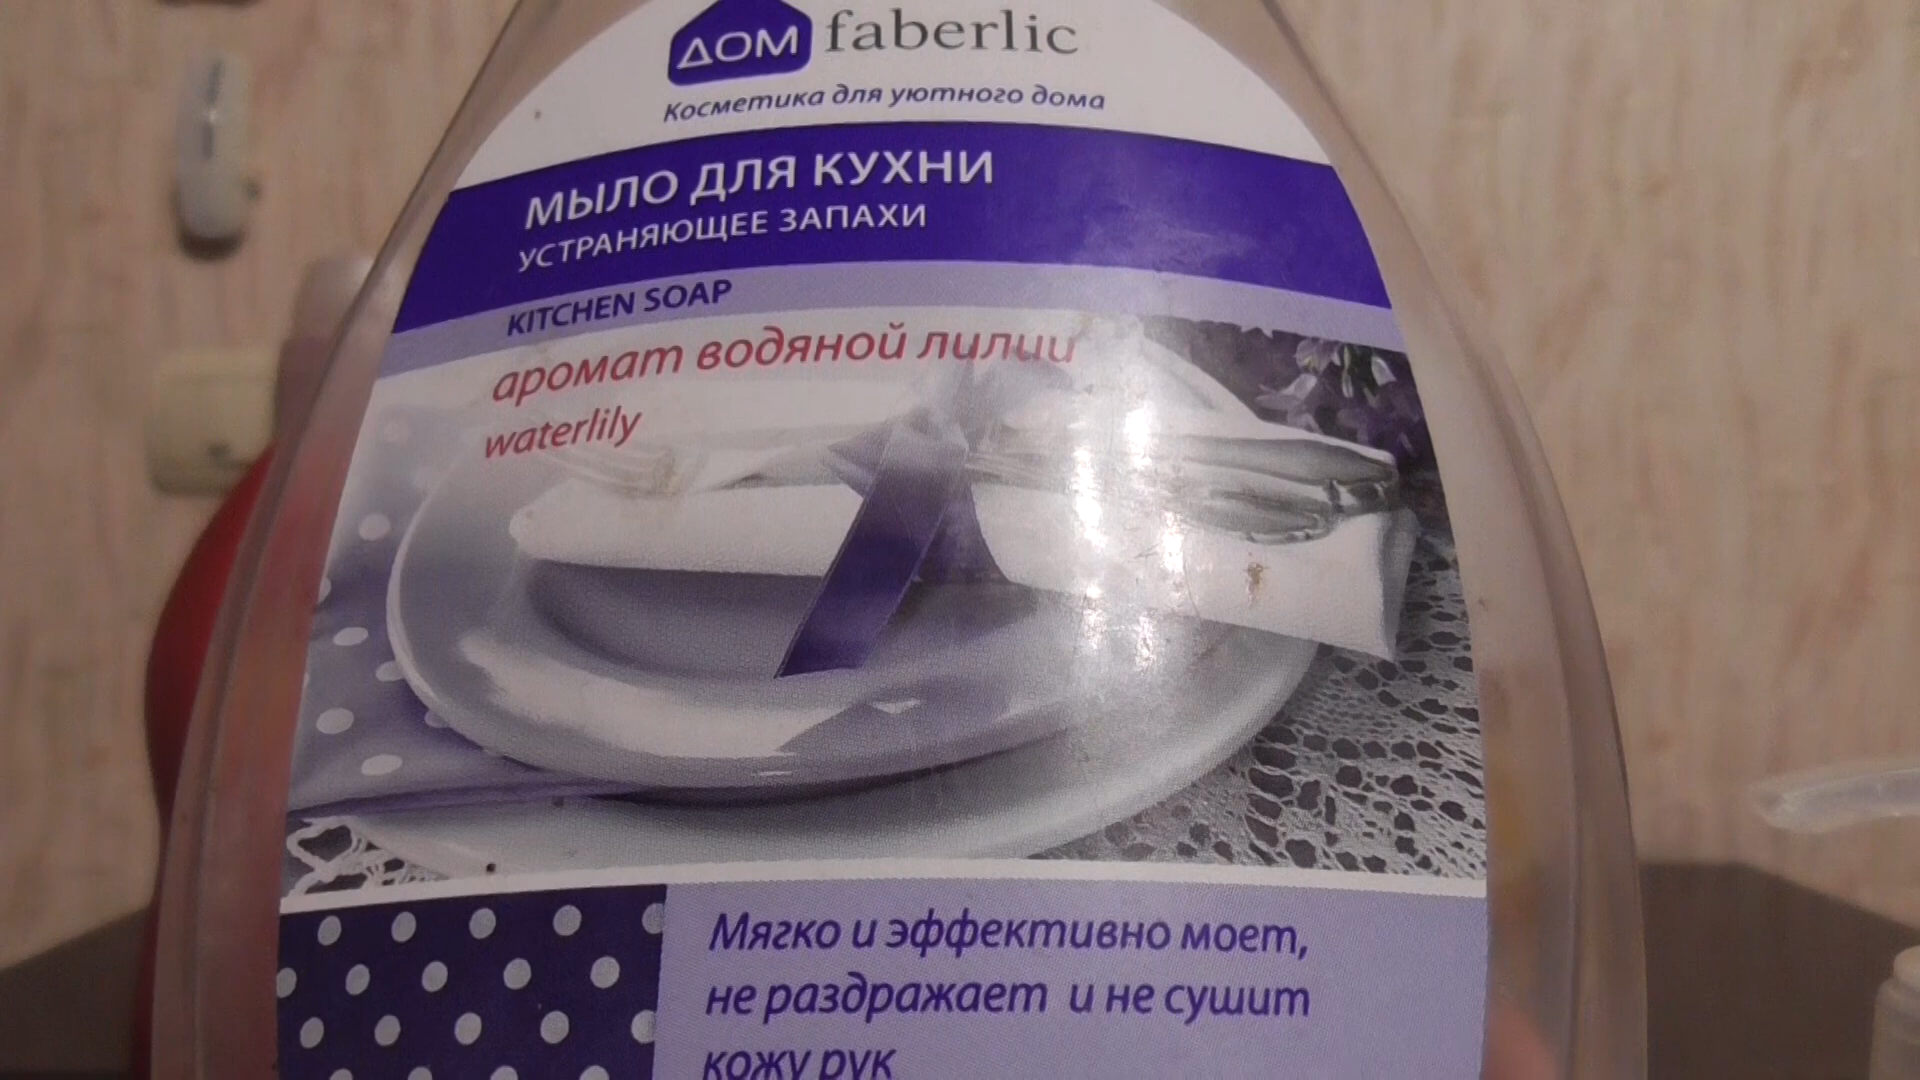 ДОМ faberlic
Косметика для уютного дома
МЫЛО ДЛЯ КУХНИ
УСТРАНЯЮЩЕЕ ЗАПАХИ
KITCHEN SOAP
аромат водяной лилии
waterlily
Мягко и эффективно моет,
не раздражает и не сушит
кожу рук